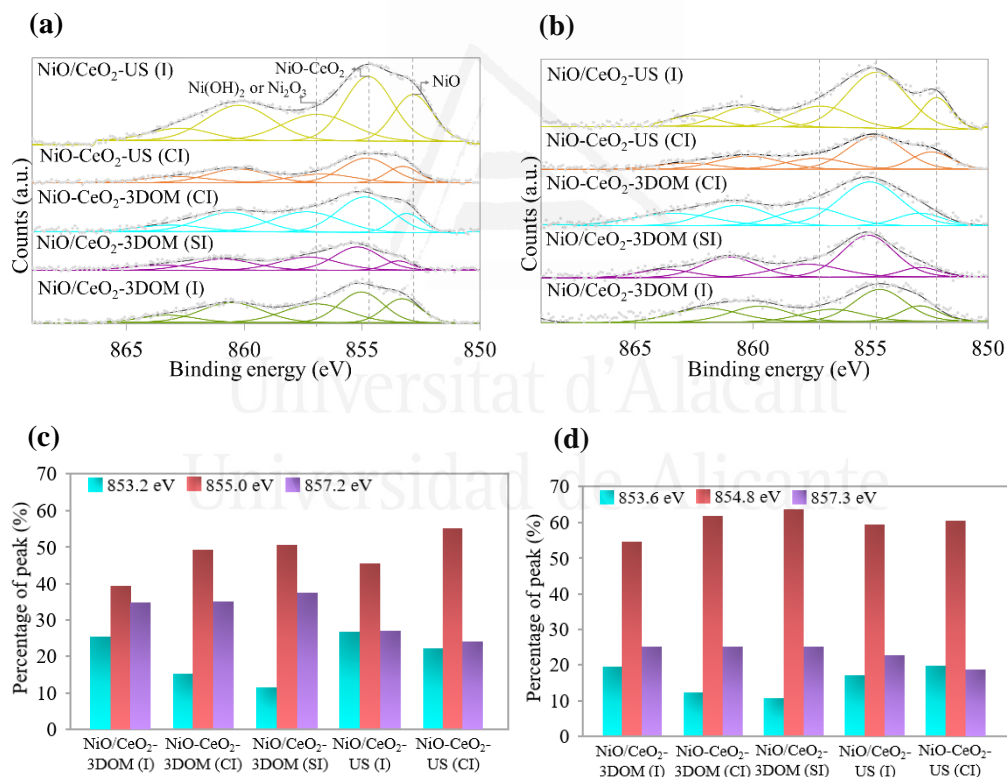 (a)
NiO/CeO₂-US (I)
NiO-CeO₂
NiO
Ni(OH)₂ or Ni₂O₃
NiO-CeO₂-US (CI)
NiO-CeO₂-3DOM (CI)
NiO/CeO₂-3DOM (SI)
NiO/CeO₂-3DOM (I)
Counts (a.u.)
865 860 855 850
Binding energy (eV)
(b)
NiO/CeO₂-US (I)
NiO-CeO₂-US (CI)
NiO-CeO₂-3DOM (CI)
NiO/CeO₂-3DOM (SI)
NiO/CeO₂-3DOM (I)
Counts (a.u.)
865 860 855 850
Binding energy (eV)
Universitat d'Alacant
Universidad de Alicante
(c)
853.2 eV 855.0 eV 857.2 eV
Percentage of peak (%)
70
60
50
40
30
20
10
0
NiO/CeO₂-
3DOM (I)
NiO-CeO₂-
3DOM (CI)
NiO/CeO₂-
3DOM (SI)
NiO/CeO₂-
US (I)
NiO-CeO₂-
US (CI)
(d)
853.6 eV 854.8 eV 857.3 eV
Percentage of peak (%)
70
60
50
40
30
20
10
0
NiO/CeO₂-
3DOM (I)
NiO-CeO₂-
3DOM (CI)
NiO/CeO₂-
3DOM (SI)
NiO/CeO₂-
US (I)
NiO-CeO₂-
US (CI)